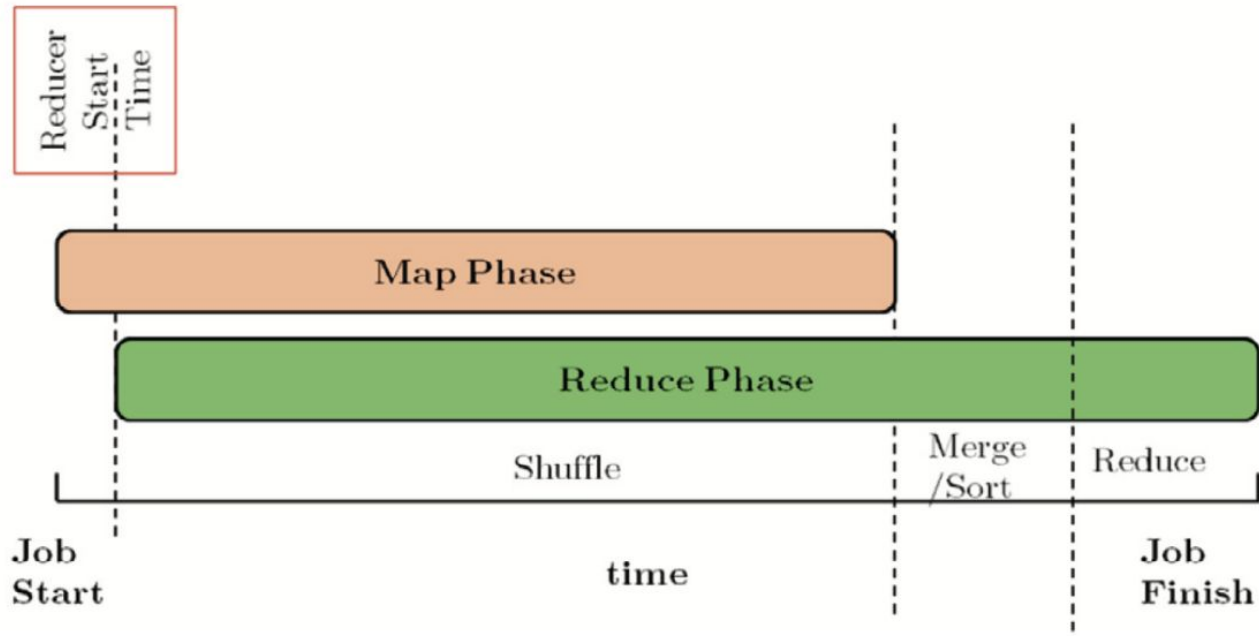 Reducer
Start
Time
Map Phase
Reduce Phase
Shuffle
Merge
/Sort
Reduce
Job
Start
time
Job
Finish